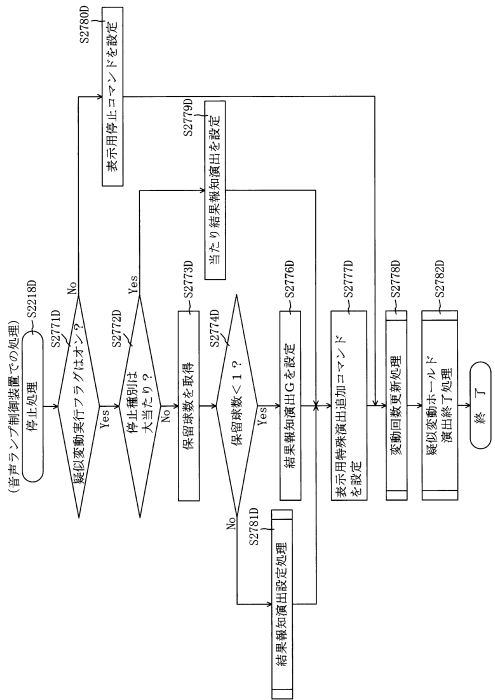 (音声ランプ制御装置での処理)
停止処理
S2218D
疑似変動実行フラグはオン?
S2771D
Yes
No
表示用停止コマンドを設定
S2780D
停止種別は
大当たり?
S2772D
No
Yes
当たり結果報知演出を設定
S2779D
保留球数を取得
S2773D
保留球数<1?
S2774D
Yes
No
結果報知演出Gを設定
S2776D
結果報知演出設定処理
S2781D
表示用特殊演出追加コマンド
を設定
S2777D
変動回数更新処理
S2778D
疑似変動ホールド
演出終了処理
S2782D
終 了